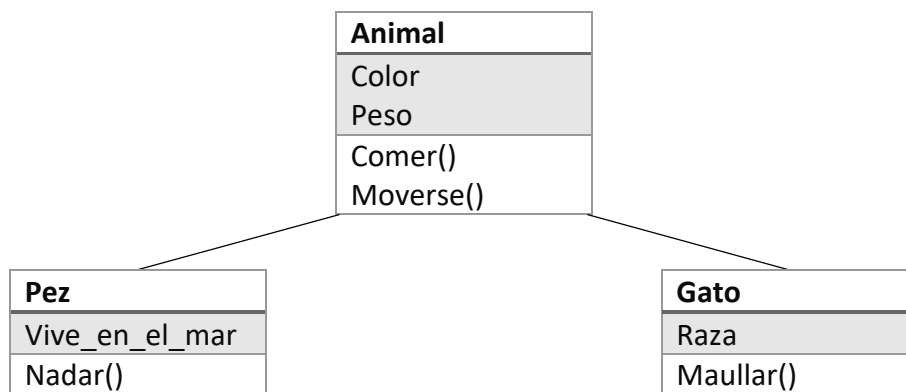 Animal
Color
Peso
Comer()
Moverse()
Pez
Vive_en_el_mar
Nadar()
Gato
Raza
Maullar()